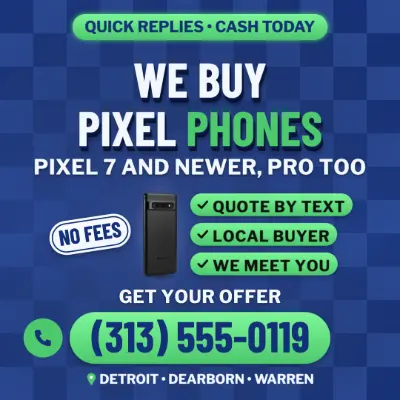 QUICK REPLIES • CASH TODAY
WE BUY
PIXEL PHONES
PIXEL 7 AND NEWER, PRO TOO
NO FEES
QUOTE BY TEXT
LOCAL BUYER
WE MEET YOU
GET YOUR OFFER
(313) 555-0119
DETROIT • DEARBORN • WARREN